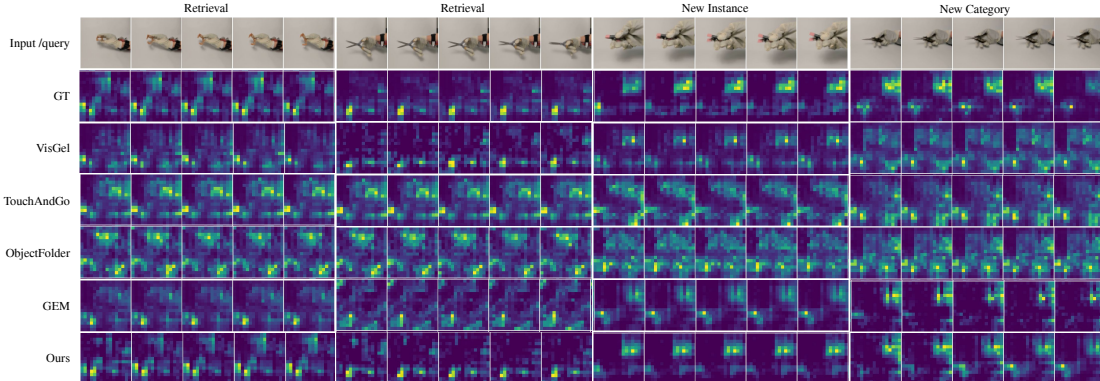 Retrieval Retrieval New Instance New Category
Input /query
GT
VisGel
TouchAndGo
ObjectFolder
GEM
Ours